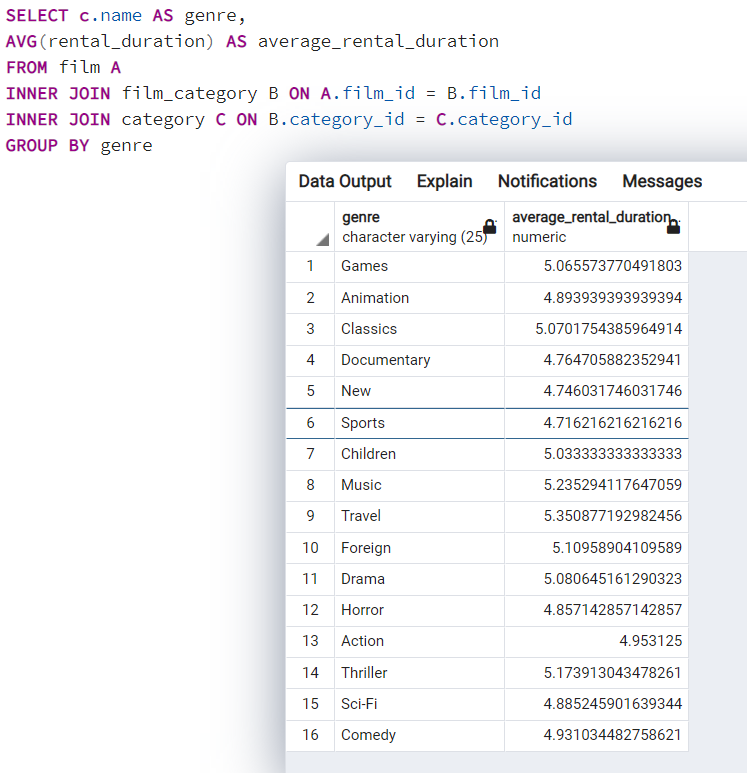 SELECT c.name AS genre,
AVG(rental_duration) AS average_rental_duration
FROM film A
INNER JOIN film_category B ON A.film_id = B.film_id
INNER JOIN category C ON B.category_id = C.category_id
GROUP BY genre
Data Output Explain Notifications Messages
genre average_rental_duration
character varying (25) numeric
1 Games 5.065573770491803
2 Animation 4.893939393939394
3 Classics 5.0701754385964914
4 Documentary 4.764705882352941
5 New 4.746031746031746
6 Sports 4.716216216216216
7 Children 5.033333333333333
8 Music 5.235294117647059
9 Travel 5.350877192982456
10 Foreign 5.10958904109589
11 Drama 5.080645161290323
12 Horror 4.857142857142857
13 Action 4.953125
14 Thriller 5.173913043478261
15 Sci-Fi 4.885245901639344
16 Comedy 4.931034482758621